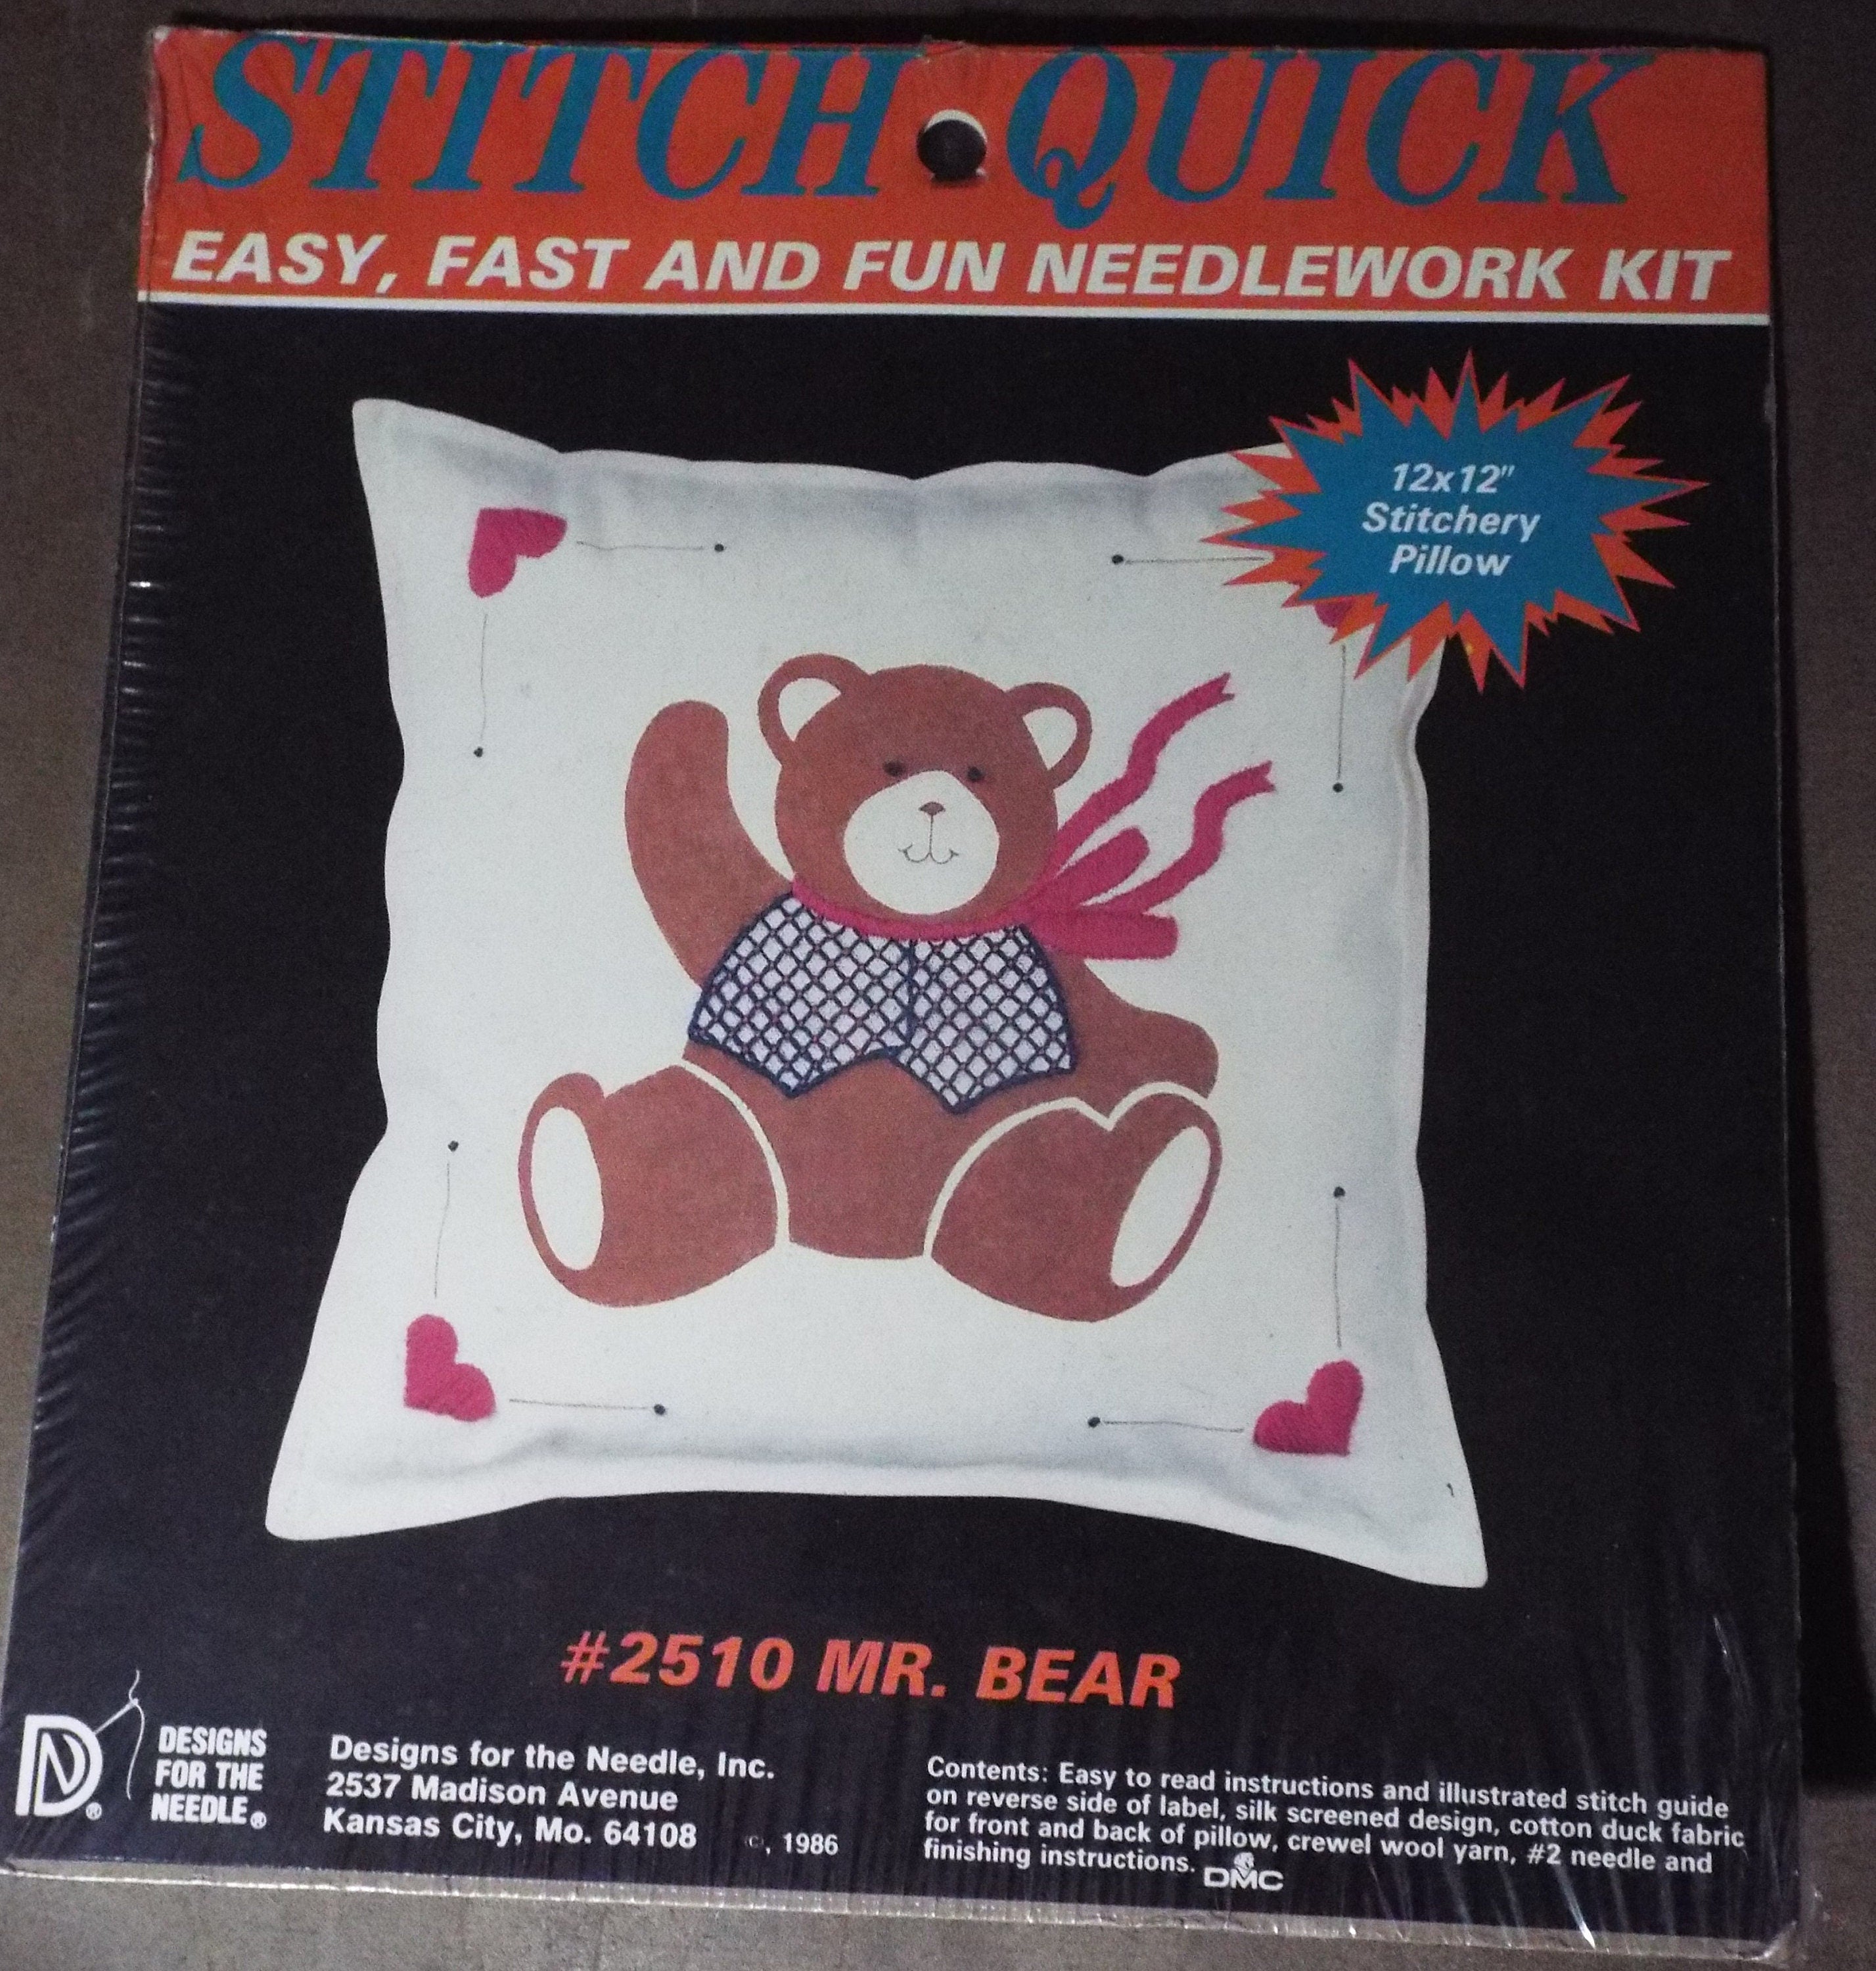 STITCH QUICK
EASY, FAST AND FUN NEEDLEWORK KIT
12x12"
Stitchery
Pillow
#2510 MR. BEAR
DESIGNS
FOR THE
NEEDLE®
Designs for the Needle, Inc.
2537 Madison Avenue
Kansas City, Mo. 64108
©, 1986
Contents: Easy to read instructions and illustrated stitch guide
on reverse side of label, silk screened design, cotton duck fabric
for front and back of pillow, crewel wool yarn, #2 needle and
finishing instructions.
DMC